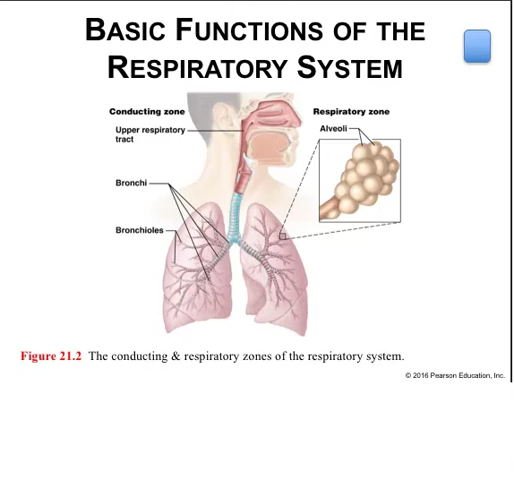 BASIC FUNCTIONS OF THE
RESPIRATORY SYSTEM
Conducting zone
Respiratory zone
Upper respiratory
tract
Alveoli
Bronchi
Bronchioles
Figure 21.2 The conducting & respiratory zones of the respiratory system.
© 2016 Pearson Education, Inc.